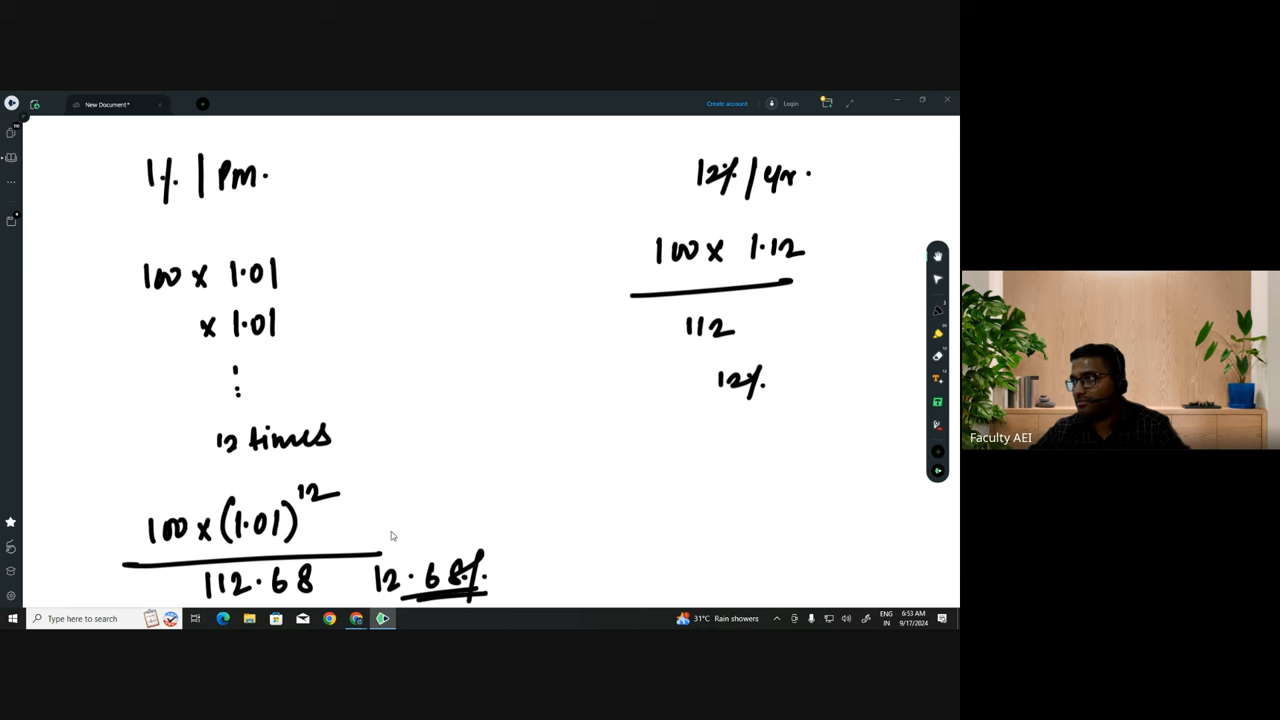 New Document*
Create account
Login
1% | Pm.
100 x 1.01
x 1.01
12 times
100 x (1.01)^12
112.68 12.68%.
12% / yr.
100 x 1.12
112
12%.
Faculty AEI
Type here to search
31°C Rain showers
ENG
IN
6:53 AM
9/17/2024